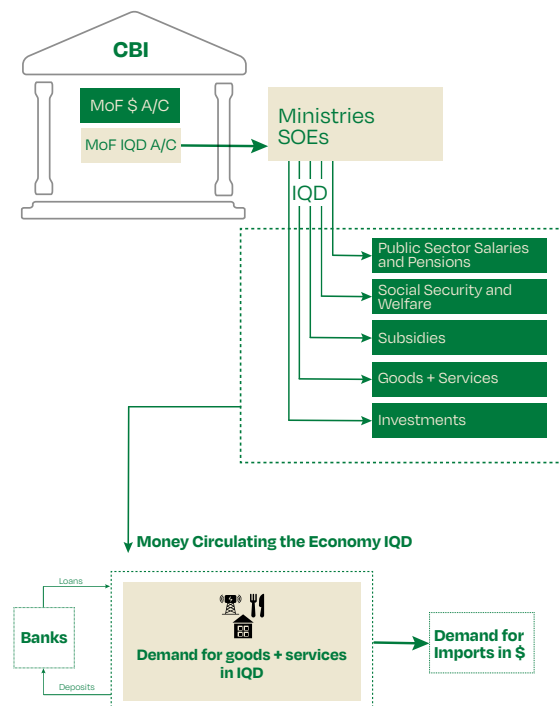 CBI
MoF $ A/C
MoF IQD A/C
Ministries
SOEs
IQD
Public Sector Salaries
and Pensions
Social Security and
Welfare
Subsidies
Goods + Services
Investments
Money Circulating the Economy IQD
Loans
Banks
Deposits
Demand for goods + services
in IQD
Demand for
Imports in $